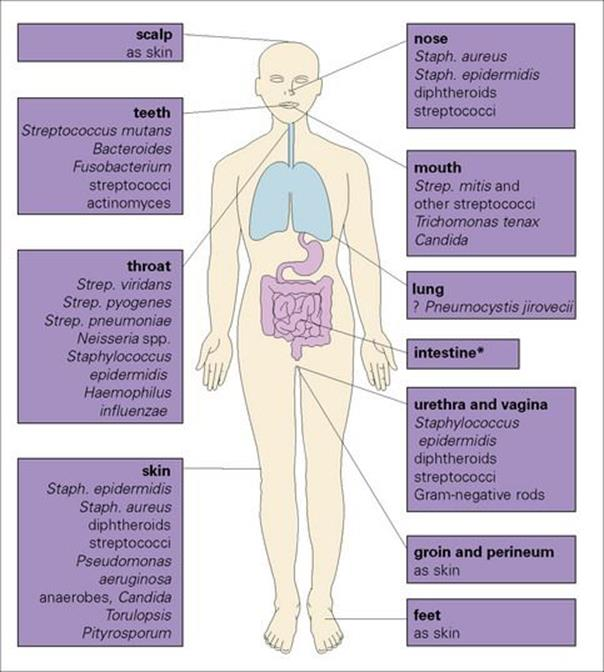 scalp
as skin
teeth
Streptococcus mutans
Bacteroides
Fusobacterium
streptococci
actinomyces
throat
Strep. viridans
Strep. pyogenes
Strep. pneumoniae
Neisseria spp.
Staphylococcus
epidermidis
Haemophilus
influenzae
skin
Staph. epidermidis
Staph. aureus
diphtheroids
streptococci
Pseudomonas
aeruginosa
anaerobes, Candida
Torulopsis
Pityrosporum
nose
Staph. aureus
Staph. epidermidis
diphtheroids
streptococci
mouth
Strep. mitis and
other streptococci
Trichomonas tenax
Candida
lung
? Pneumocystis jirovecii
intestine*
urethra and vagina
Staphylococcus
epidermidis
diphtheroids
streptococci
Gram-negative rods
groin and perineum
as skin
feet
as skin